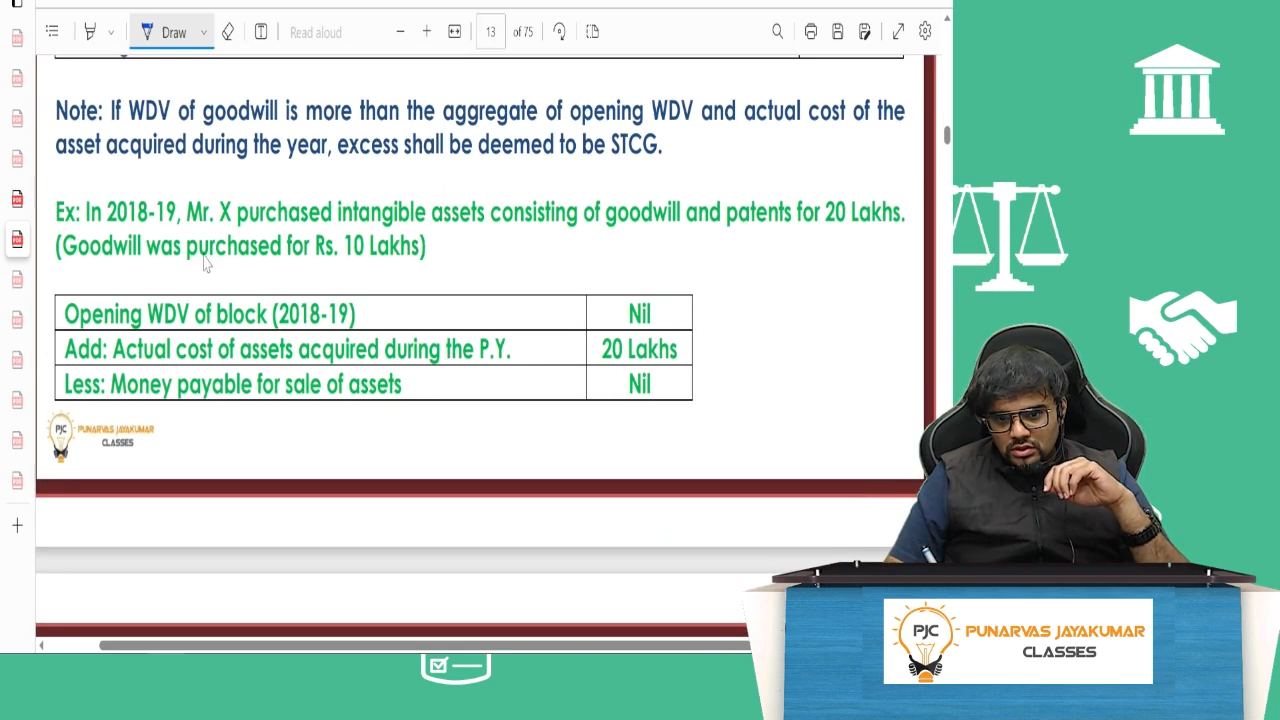 Draw
Read aloud
13
of 75
Note: If WDV of goodwill is more than the aggregate of opening WDV and actual cost of the
asset acquired during the year, excess shall be deemed to be STCG.
Ex: In 2018-19, Mr. X purchased intangible assets consisting of goodwill and patents for 20 Lakhs.
(Goodwill was purchased for Rs. 10 Lakhs)
Opening WDV of block (2018-19) Nil
Add: Actual cost of assets acquired during the P.Y. 20 Lakhs
Less: Money payable for sale of assets Nil
PJC
PUNARVAS JAYAKUMAR
CLASSES
PJC
PUNARVAS JAYAKUMAR
CLASSES